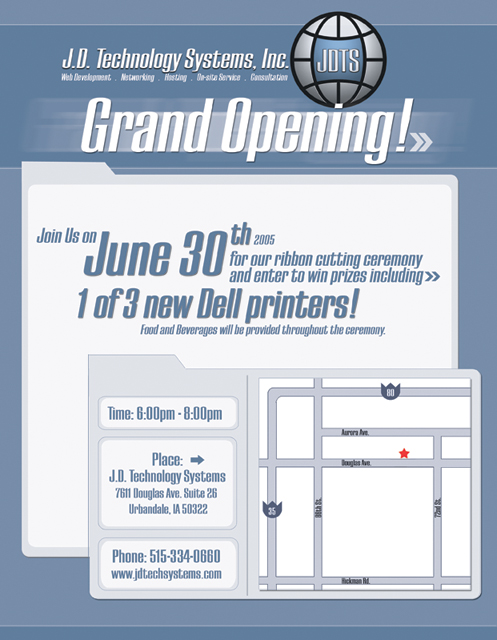 J.D. Technology Systems, Inc.
JDTS
Web Development . Networking . Hosting . On-site Service . Consultation
Grand Opening! »
Join Us on June 30th 2005
for our ribbon cutting ceremony
and enter to win prizes including »
1 of 3 new Dell printers!
Food and Beverages will be provided throughout the ceremony.
Time: 6:00pm - 8:00pm
Place:
J.D. Technology Systems
7611 Douglas Ave. Suite 26
Urbandale, IA 50322
Phone: 515-334-0660
www.jdtechsystems.com
80
Aurora Ave.
Douglas Ave.
35
86th St.
72nd St.
Hickman Rd.